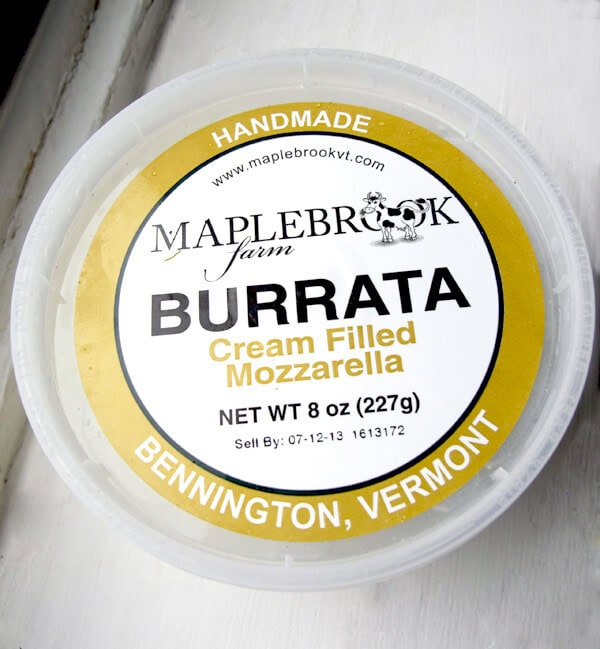 HANDMADE
www.maplebrookvt.com
MAPLEBROOK
farm
BURRATA
Cream Filled
Mozzarella
NET WT 8 oz (227g)
Sell By: 07-12-13 1613172
BENNINGTON, VERMONT